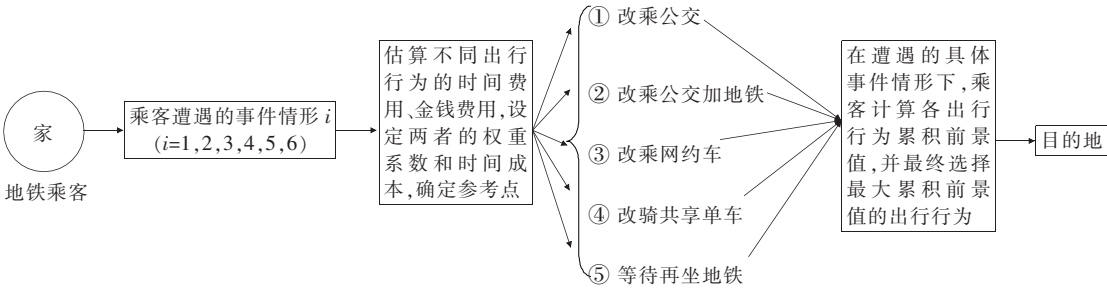 家
地铁乘客
乘客遭遇的事件情形 i
(i=1,2,3,4,5,6)
估算不同出行
行为的时间费
用、金钱费用,设
定两者的权重
系数和时间成
本,确定参考点
① 改乘公交
② 改乘公交加地铁
③ 改乘网约车
④ 改骑共享单车
⑤ 等待再坐地铁
在遭遇的具体
事件情形下,乘
客计算各出行
行为累积前景
值,并最终选择
最大累积前景
值的出行行为
目的地